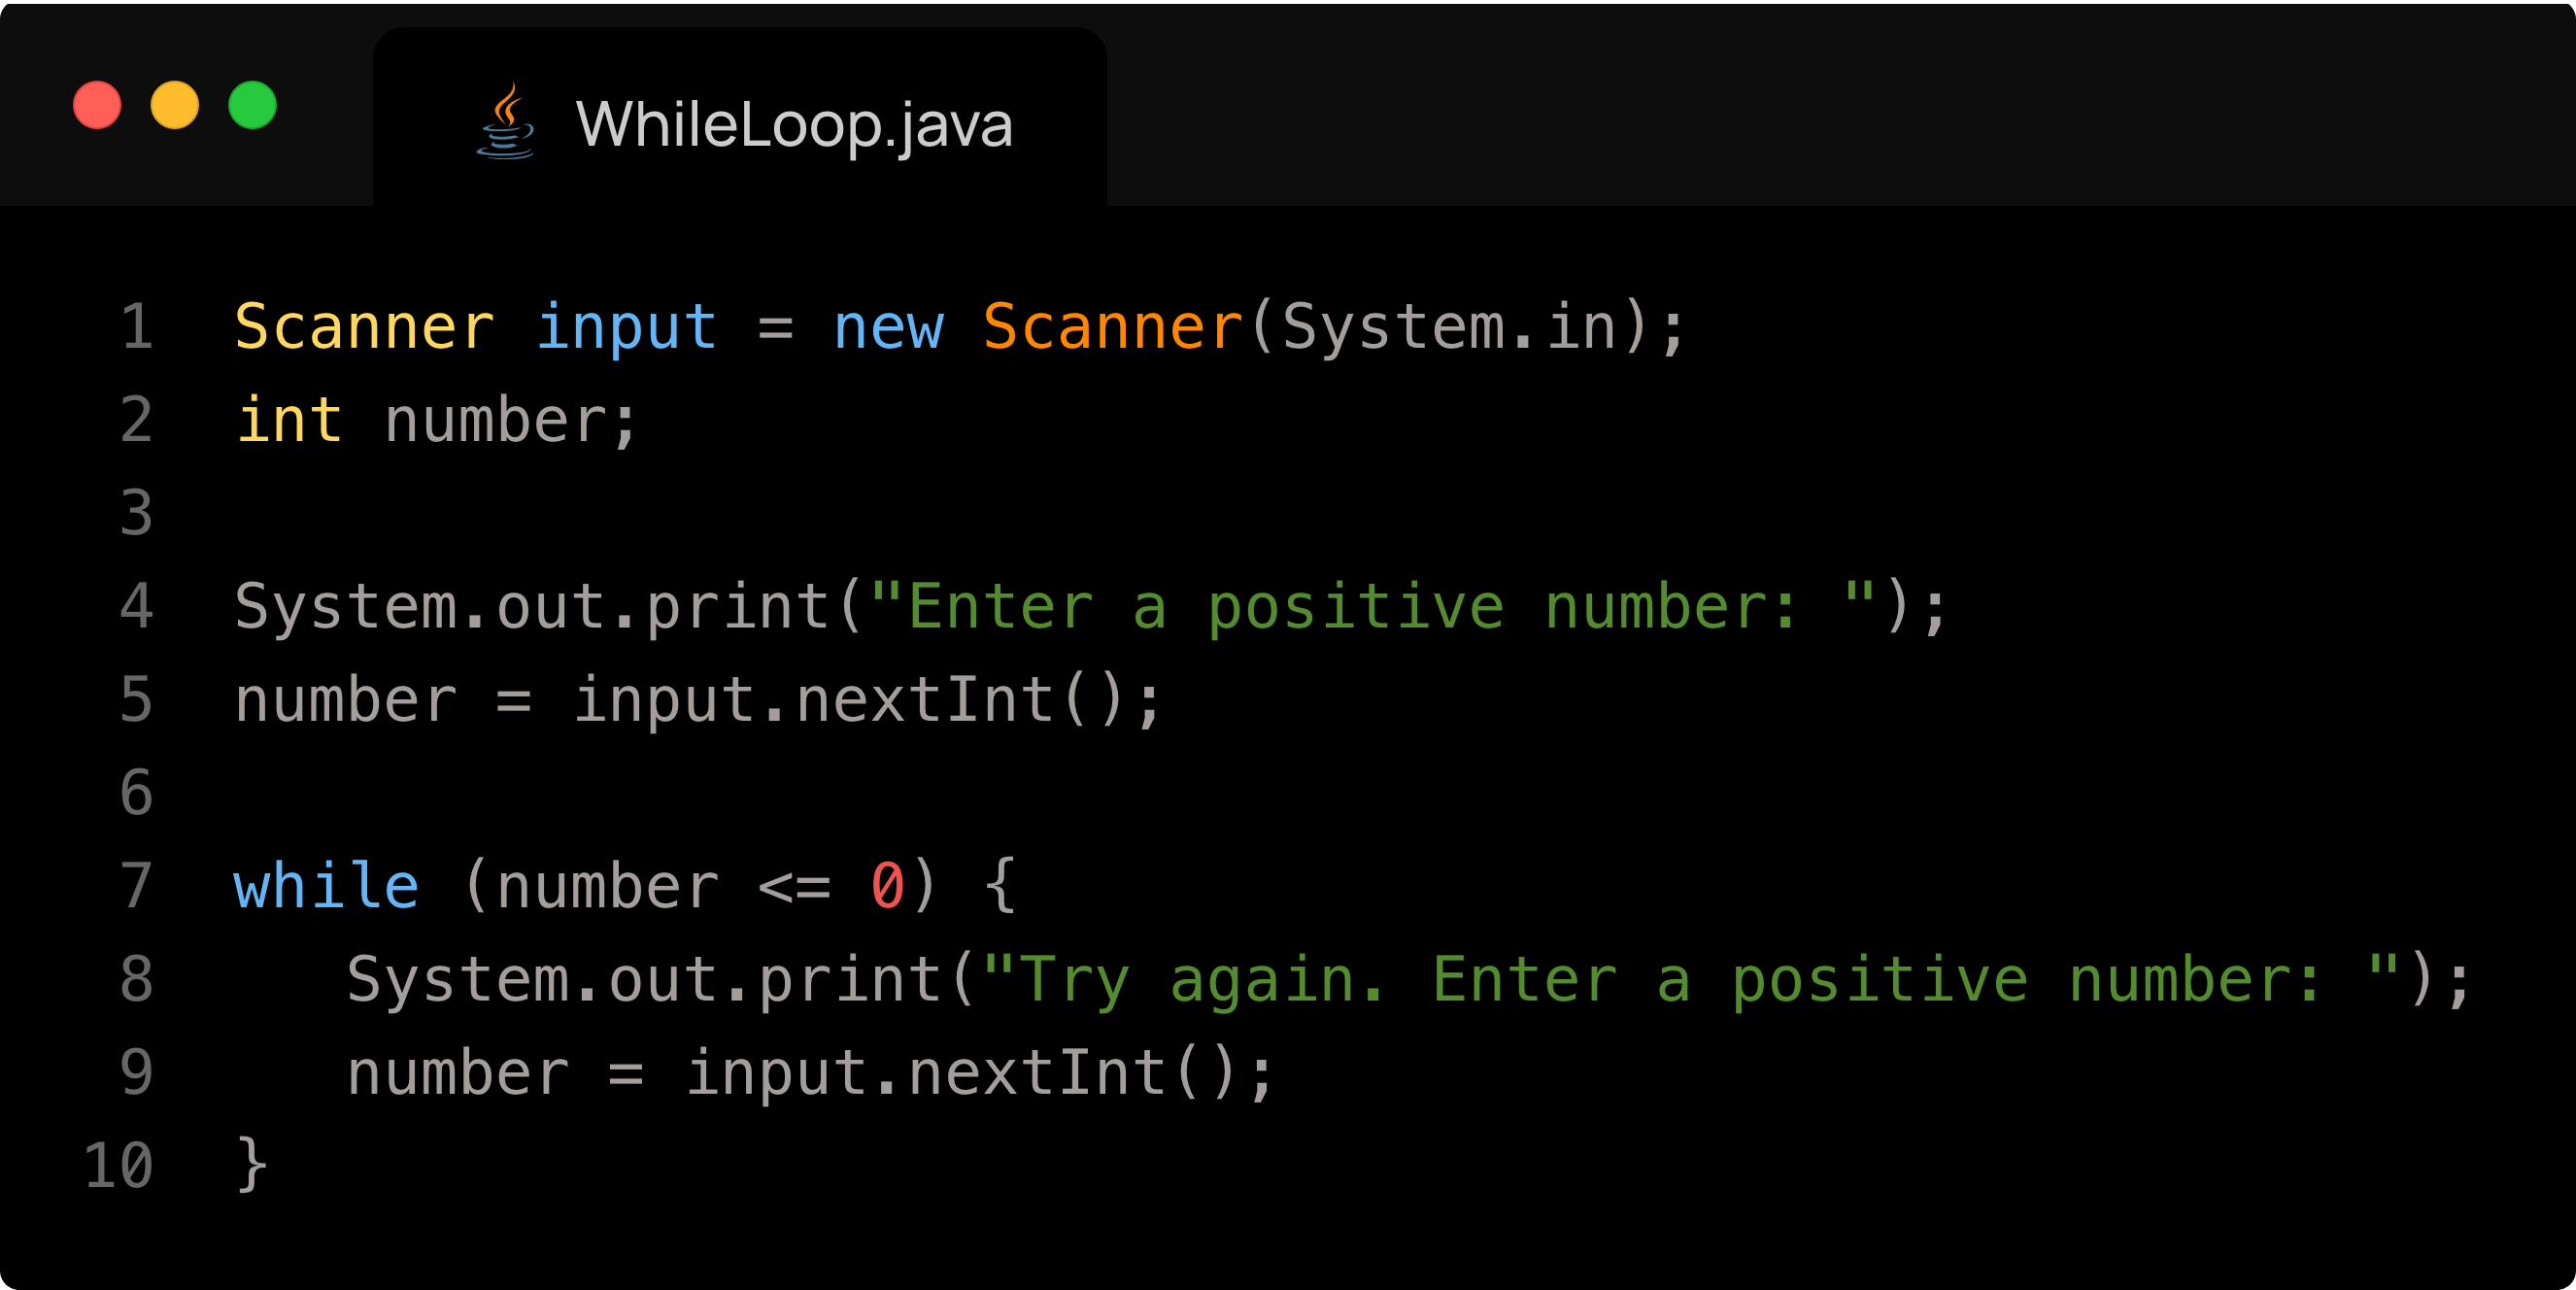 WhileLoop.java
1 Scanner input = new Scanner(System.in);
2 int number;
3
4 System.out.print("Enter a positive number: ");
5 number = input.nextInt();
6
7 while (number <= 0) {
8    System.out.print("Try again. Enter a positive number: ");
9    number = input.nextInt();
10 }